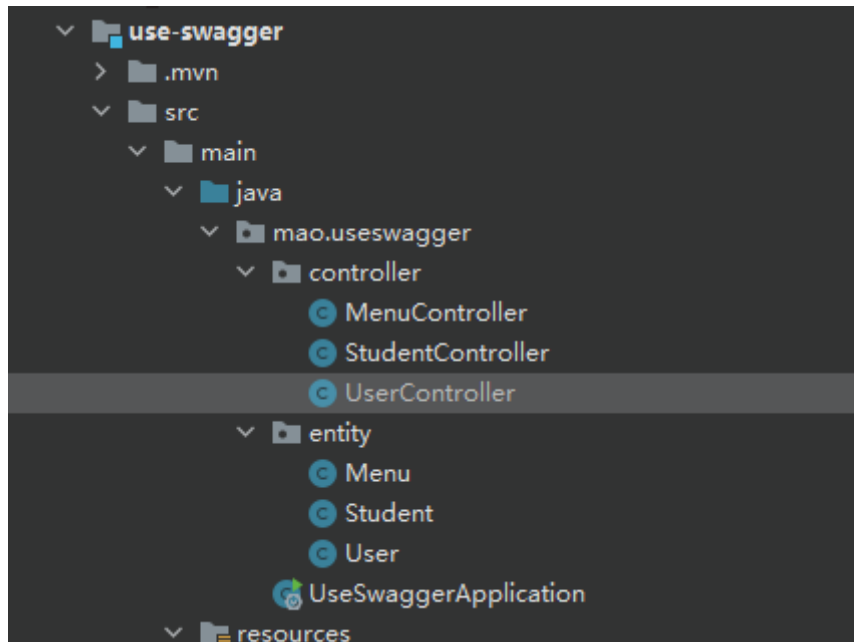 use-swagger
.mvn
src
main
java
mao.useswagger
controller
MenuController
StudentController
UserController
entity
Menu
Student
User
UseSwaggerApplication
resources